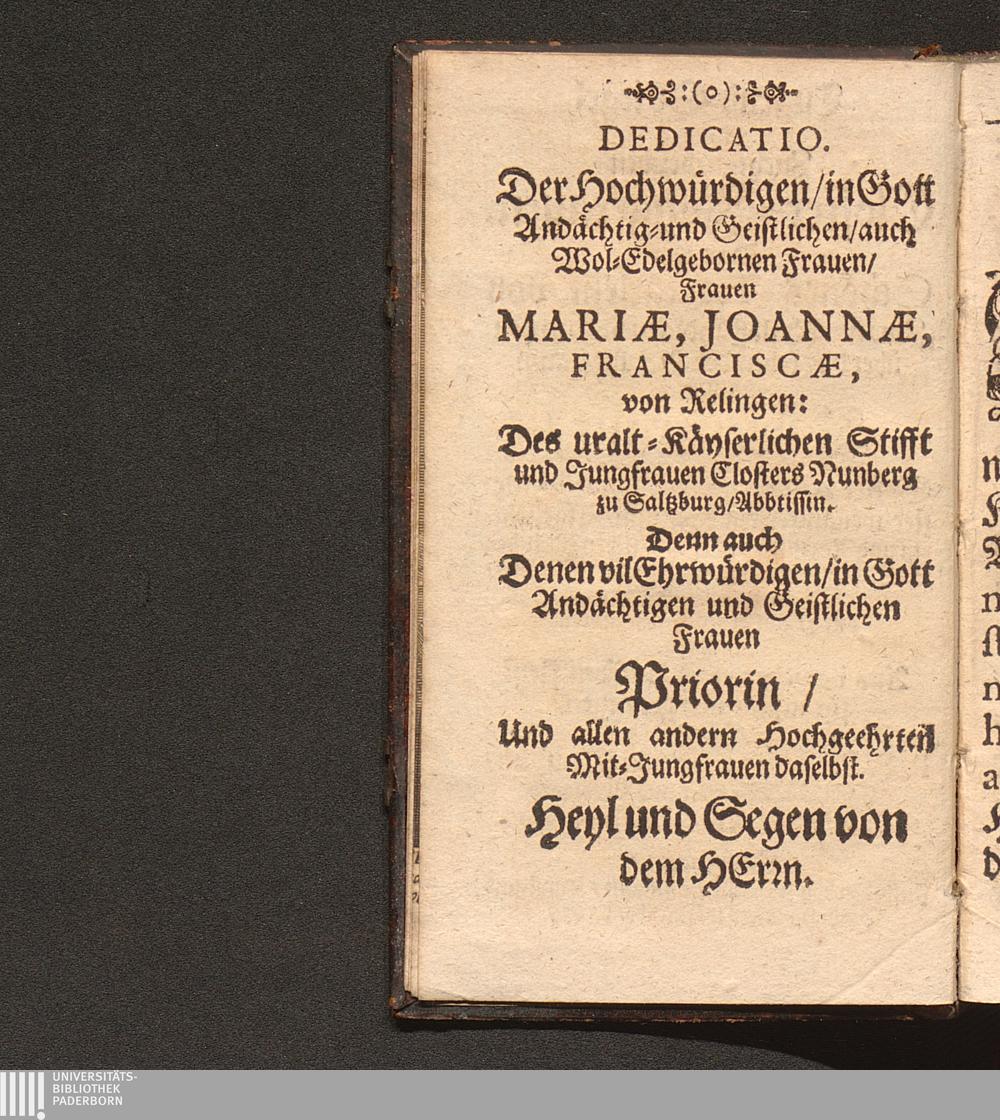 :(o):
DEDICATIO.
Der Hochwürdigen/in Gott
Andächtig-und Geistlichen/auch
Wol-Edelgebornen Frauen/
Frauen
MARIÆ, JOANNÆ,
FRANCISCÆ,
von Relingen:
Des uralt-Käyserlichen Stifft
und Jungfrauen Closters Nunberg
zu Saltzburg/Abbtissin.
Denn auch
Denen vil Ehrwürdigen/in Gott
Andächtigen und Geistlichen
Frauen
Priorin /
Und allen andern Hochgeehrten
Mit-Jungfrauen daselbst.
Heyl und Segen von
dem HErrn.
UNIVERSITÄTS-
BIBLIOTHEK
PADERBORN